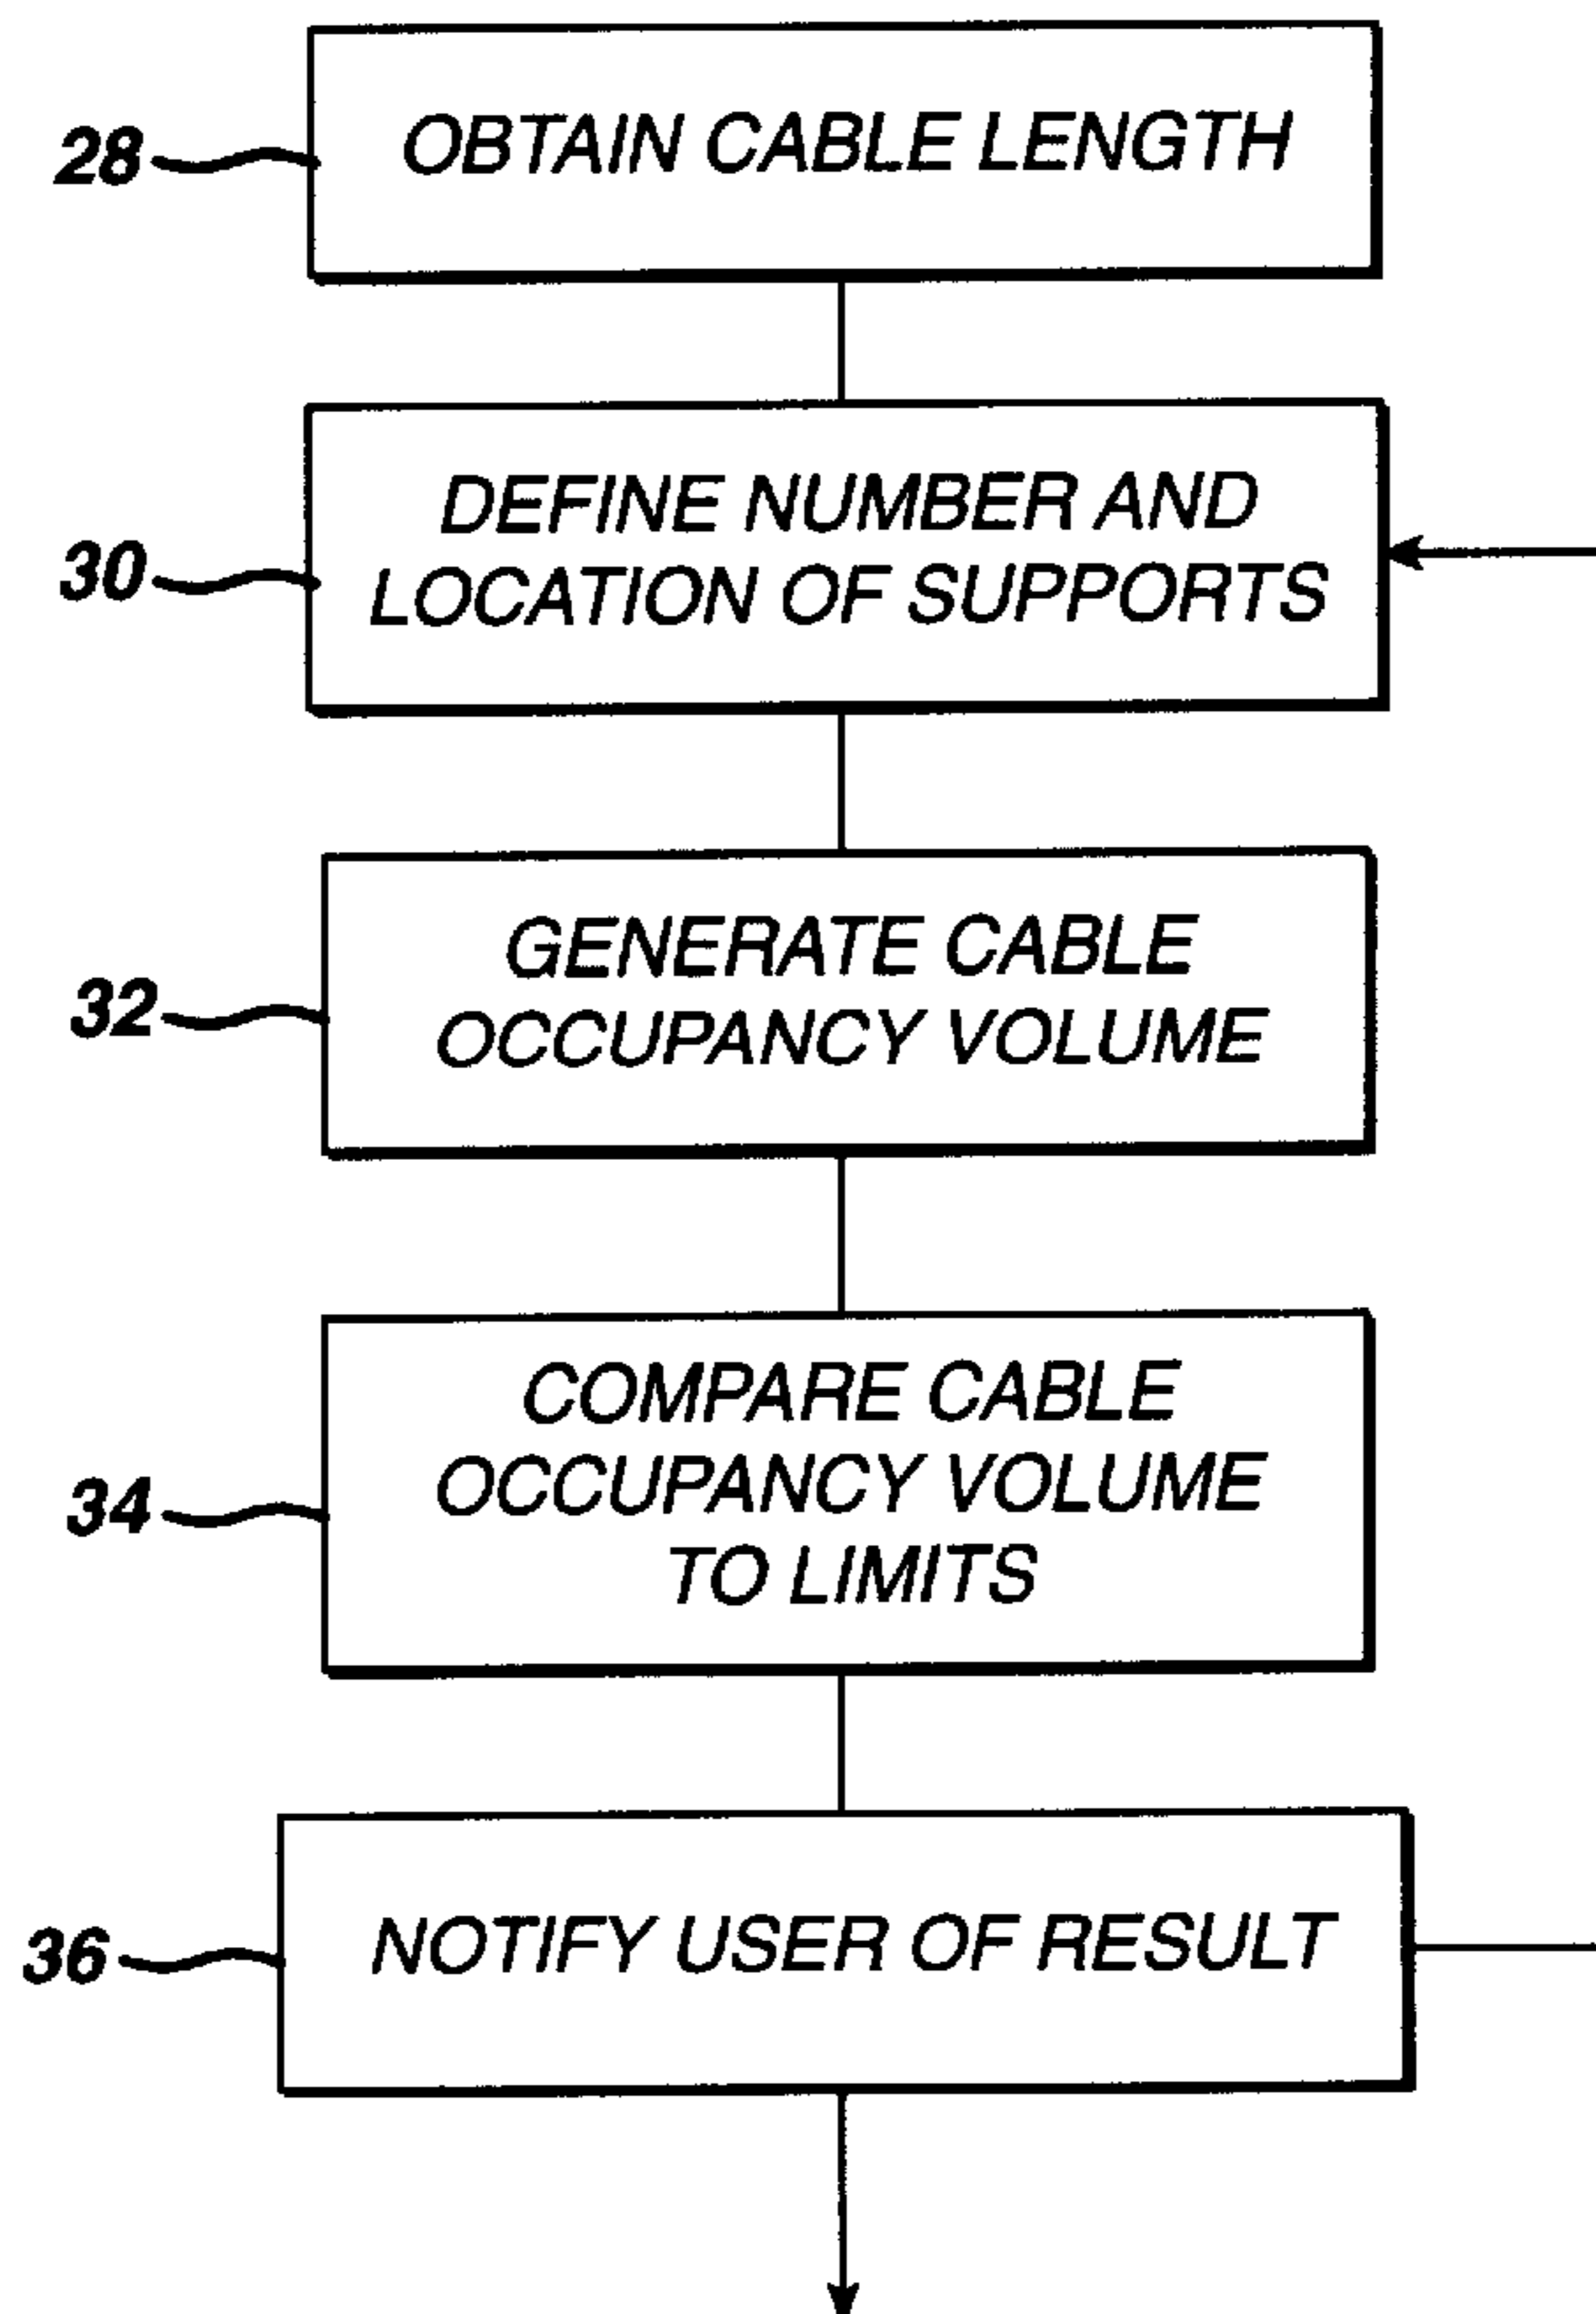 28
OBTAIN CABLE LENGTH
30
DEFINE NUMBER AND
LOCATION OF SUPPORTS
32
GENERATE CABLE
OCCUPANCY VOLUME
34
COMPARE CABLE
OCCUPANCY VOLUME
TO LIMITS
36
NOTIFY USER OF RESULT